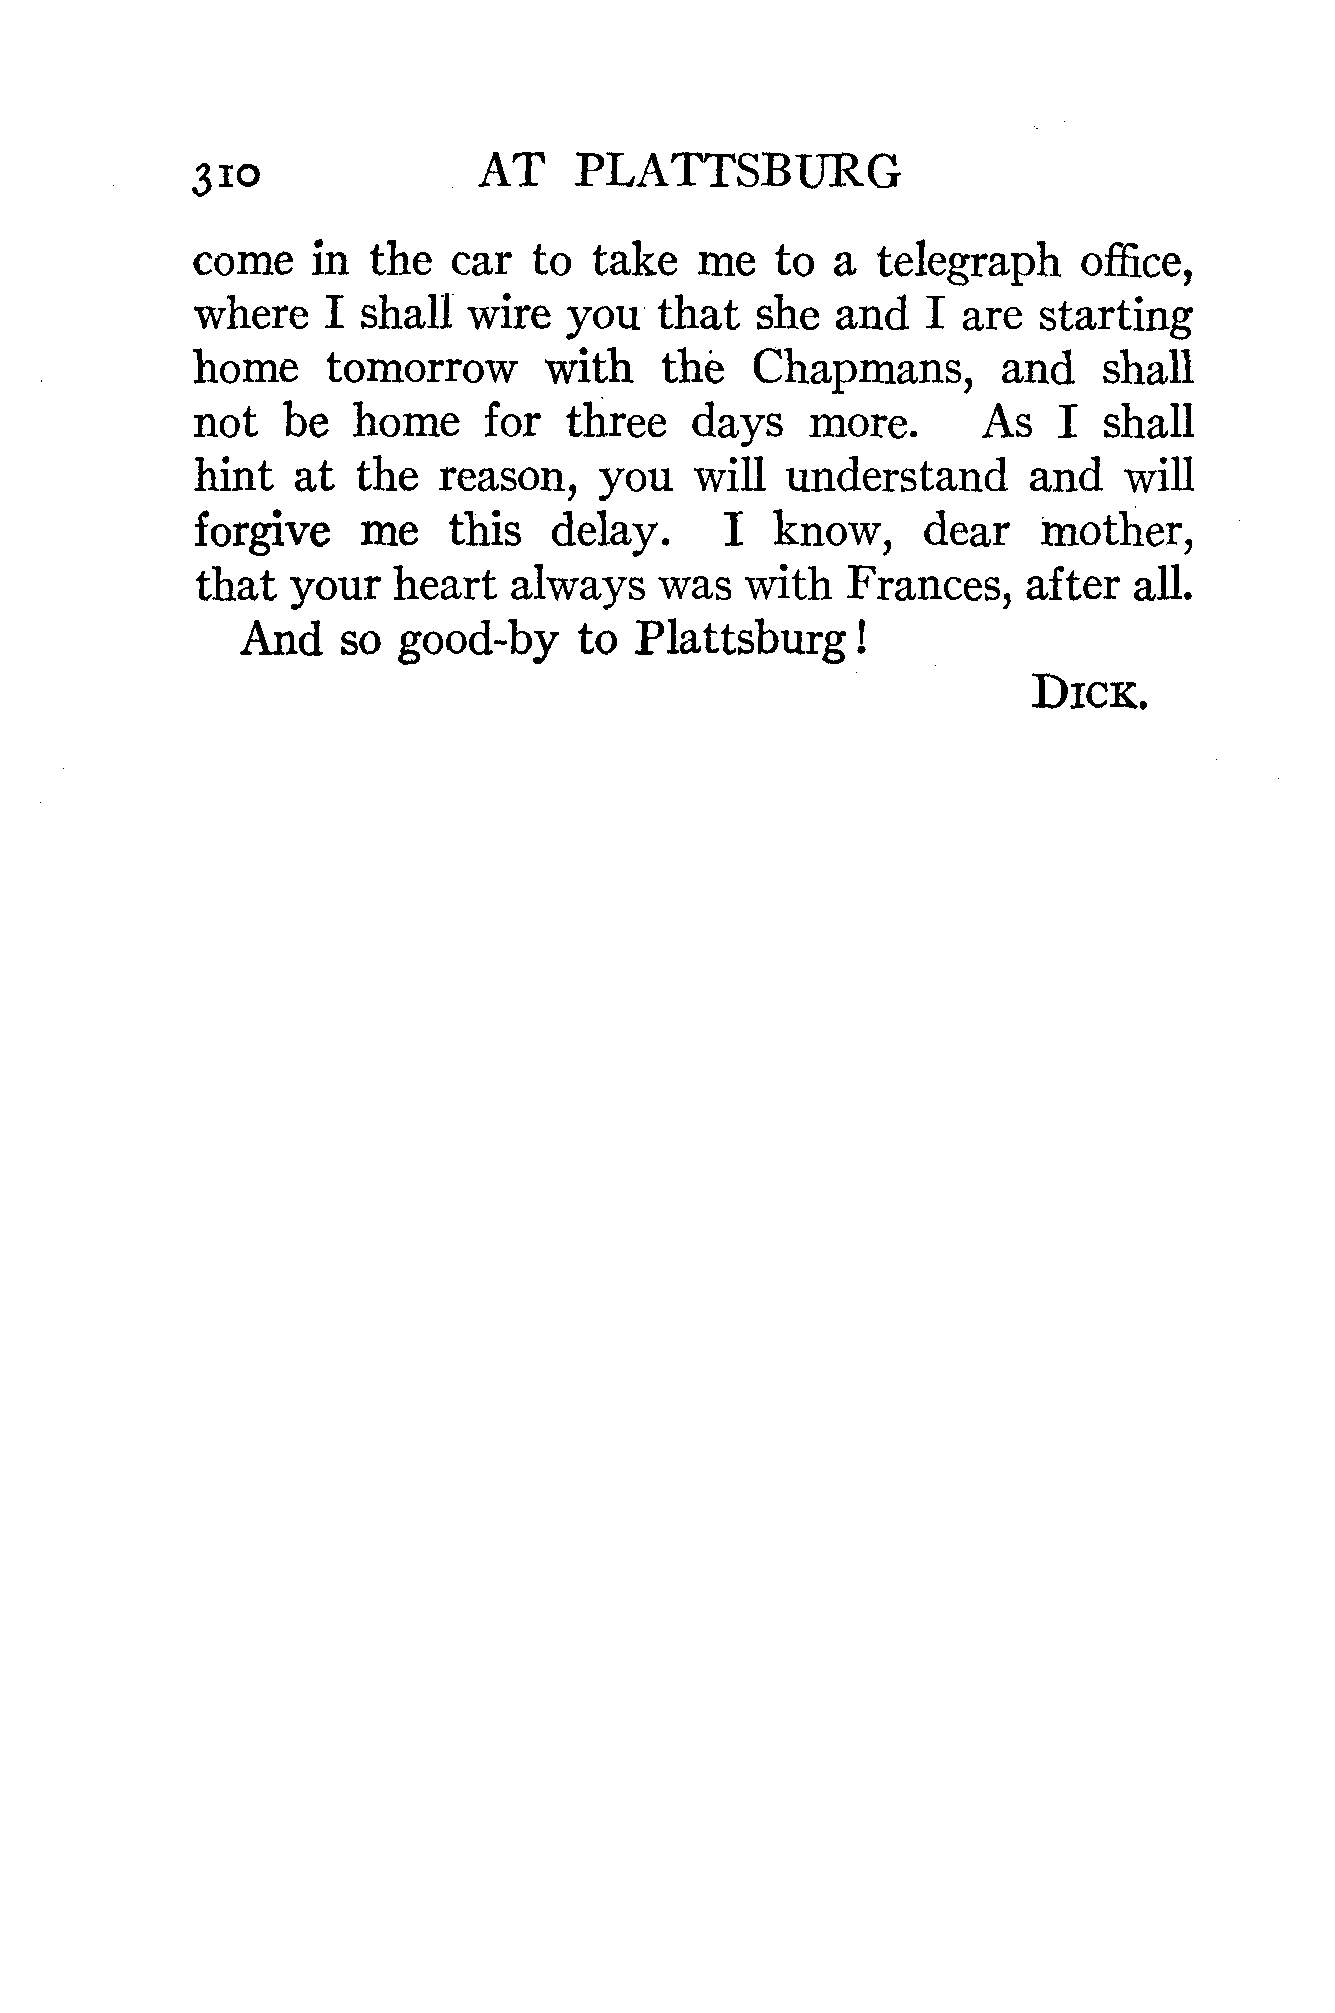 310 AT PLATTSBURG
come in the car to take me to a telegraph office,
where I shall wire you that she and I are starting
home tomorrow with the Chapmans, and shall
not be home for three days more. As I shall
hint at the reason, you will understand and will
forgive me this delay. I know, dear mother,
that your heart always was with Frances, after all.
And so good-by to Plattsburg!
DICK.